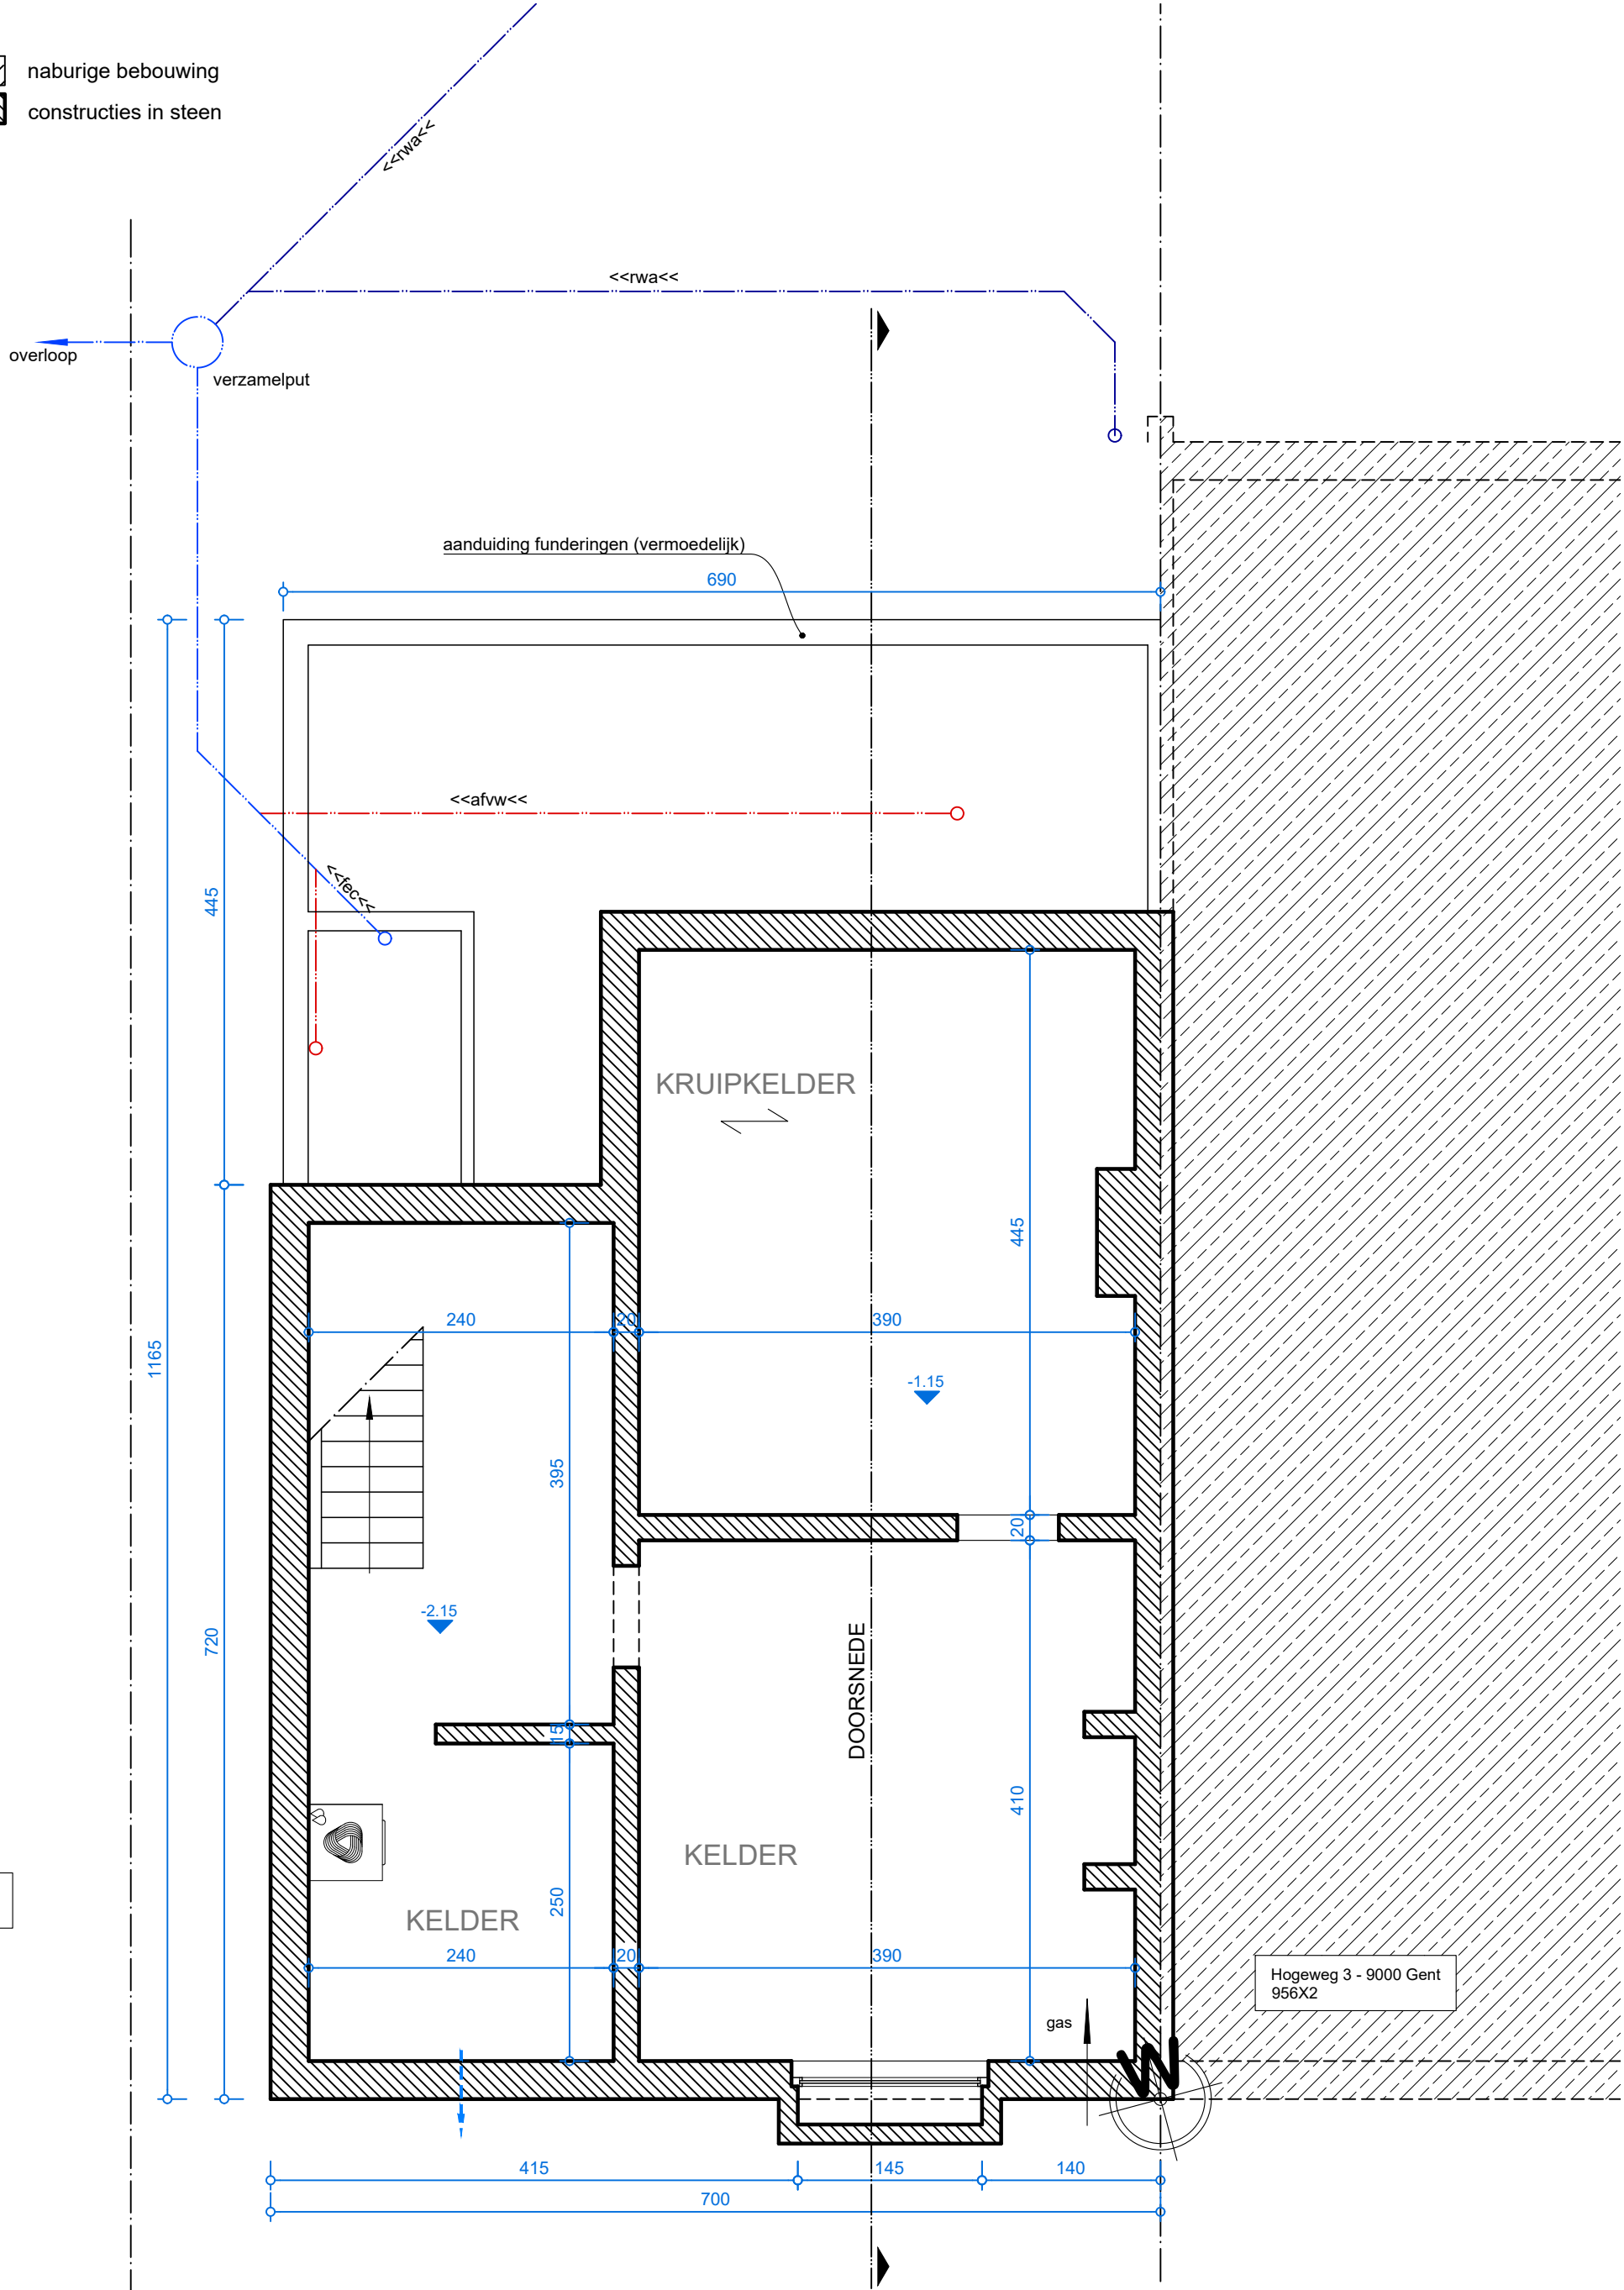 naburige bebouwing
constructies in steen
<<rwa<<
<<rwa<<
overloop
verzamelput
aanduiding funderingen (vermoedelijk)
690
<<afvw<<
<<fec<<
445
KRUIPKELDER
445
240
20
390
1165
-1.15
395
20
-2.15
720
DOORSNEDE
15
410
KELDER
250
KELDER
240
20
390
Hogeweg 3 - 9000 Gent
956X2
gas
N
415
145
140
700